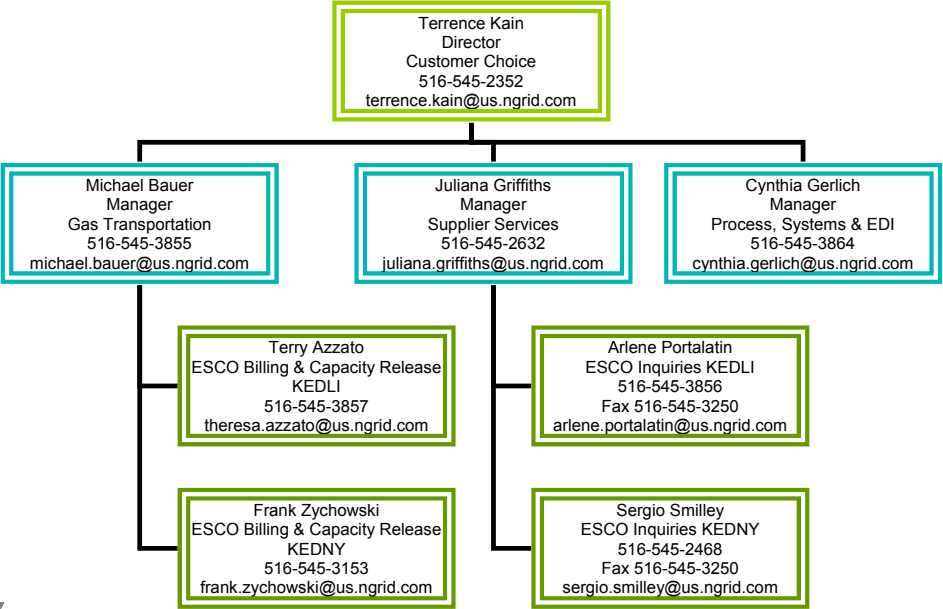 Terrence Kain
Director
Customer Choice
516-545-2352
terrence.kain@us.ngrid.com
Michael Bauer
Manager
Gas Transportation
516-545-3855
michael.bauer@us.ngrid.com
Juliana Griffiths
Manager
Supplier Services
516-545-2632
juliana.griffiths@us.ngrid.com
Cynthia Gerlich
Manager
Process, Systems & EDI
516-545-3864
cynthia.gerlich@us.ngrid.com
Terry Azzato
ESCO Billing & Capacity Release
KEDLI
516-545-3857
theresa.azzato@us.ngrid.com
Arlene Portalatin
ESCO Inquiries KEDLI
516-545-3856
Fax 516-545-3250
arlene.portalatin@us.ngrid.com
Frank Zychowski
ESCO Billing & Capacity Release
KEDNY
516-545-3153
frank.zychowski@us.ngrid.com
Sergio Smilley
ESCO Inquiries KEDNY
516-545-2468
Fax 516-545-3250
sergio.smilley@us.ngrid.com